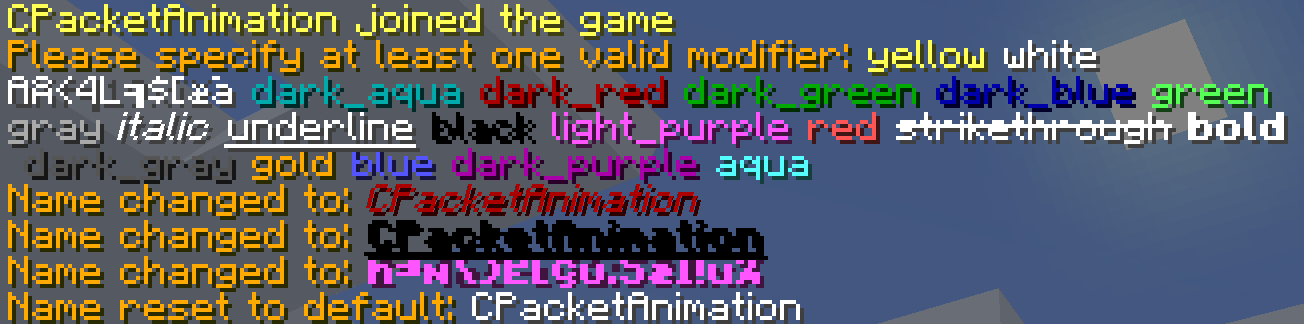 CPacketAnimation joined the game
Please specify at least one valid modifier: yellow white
dark_aqua dark_red dark_green dark_blue green
gray italic underline black light_purple red strikethrough bold
dark_gray gold blue dark_purple aqua
Name changed to: CPacketAnimation
Name changed to: CPacketAnimation
Name changed to:
Name reset to default: CPacketAnimation